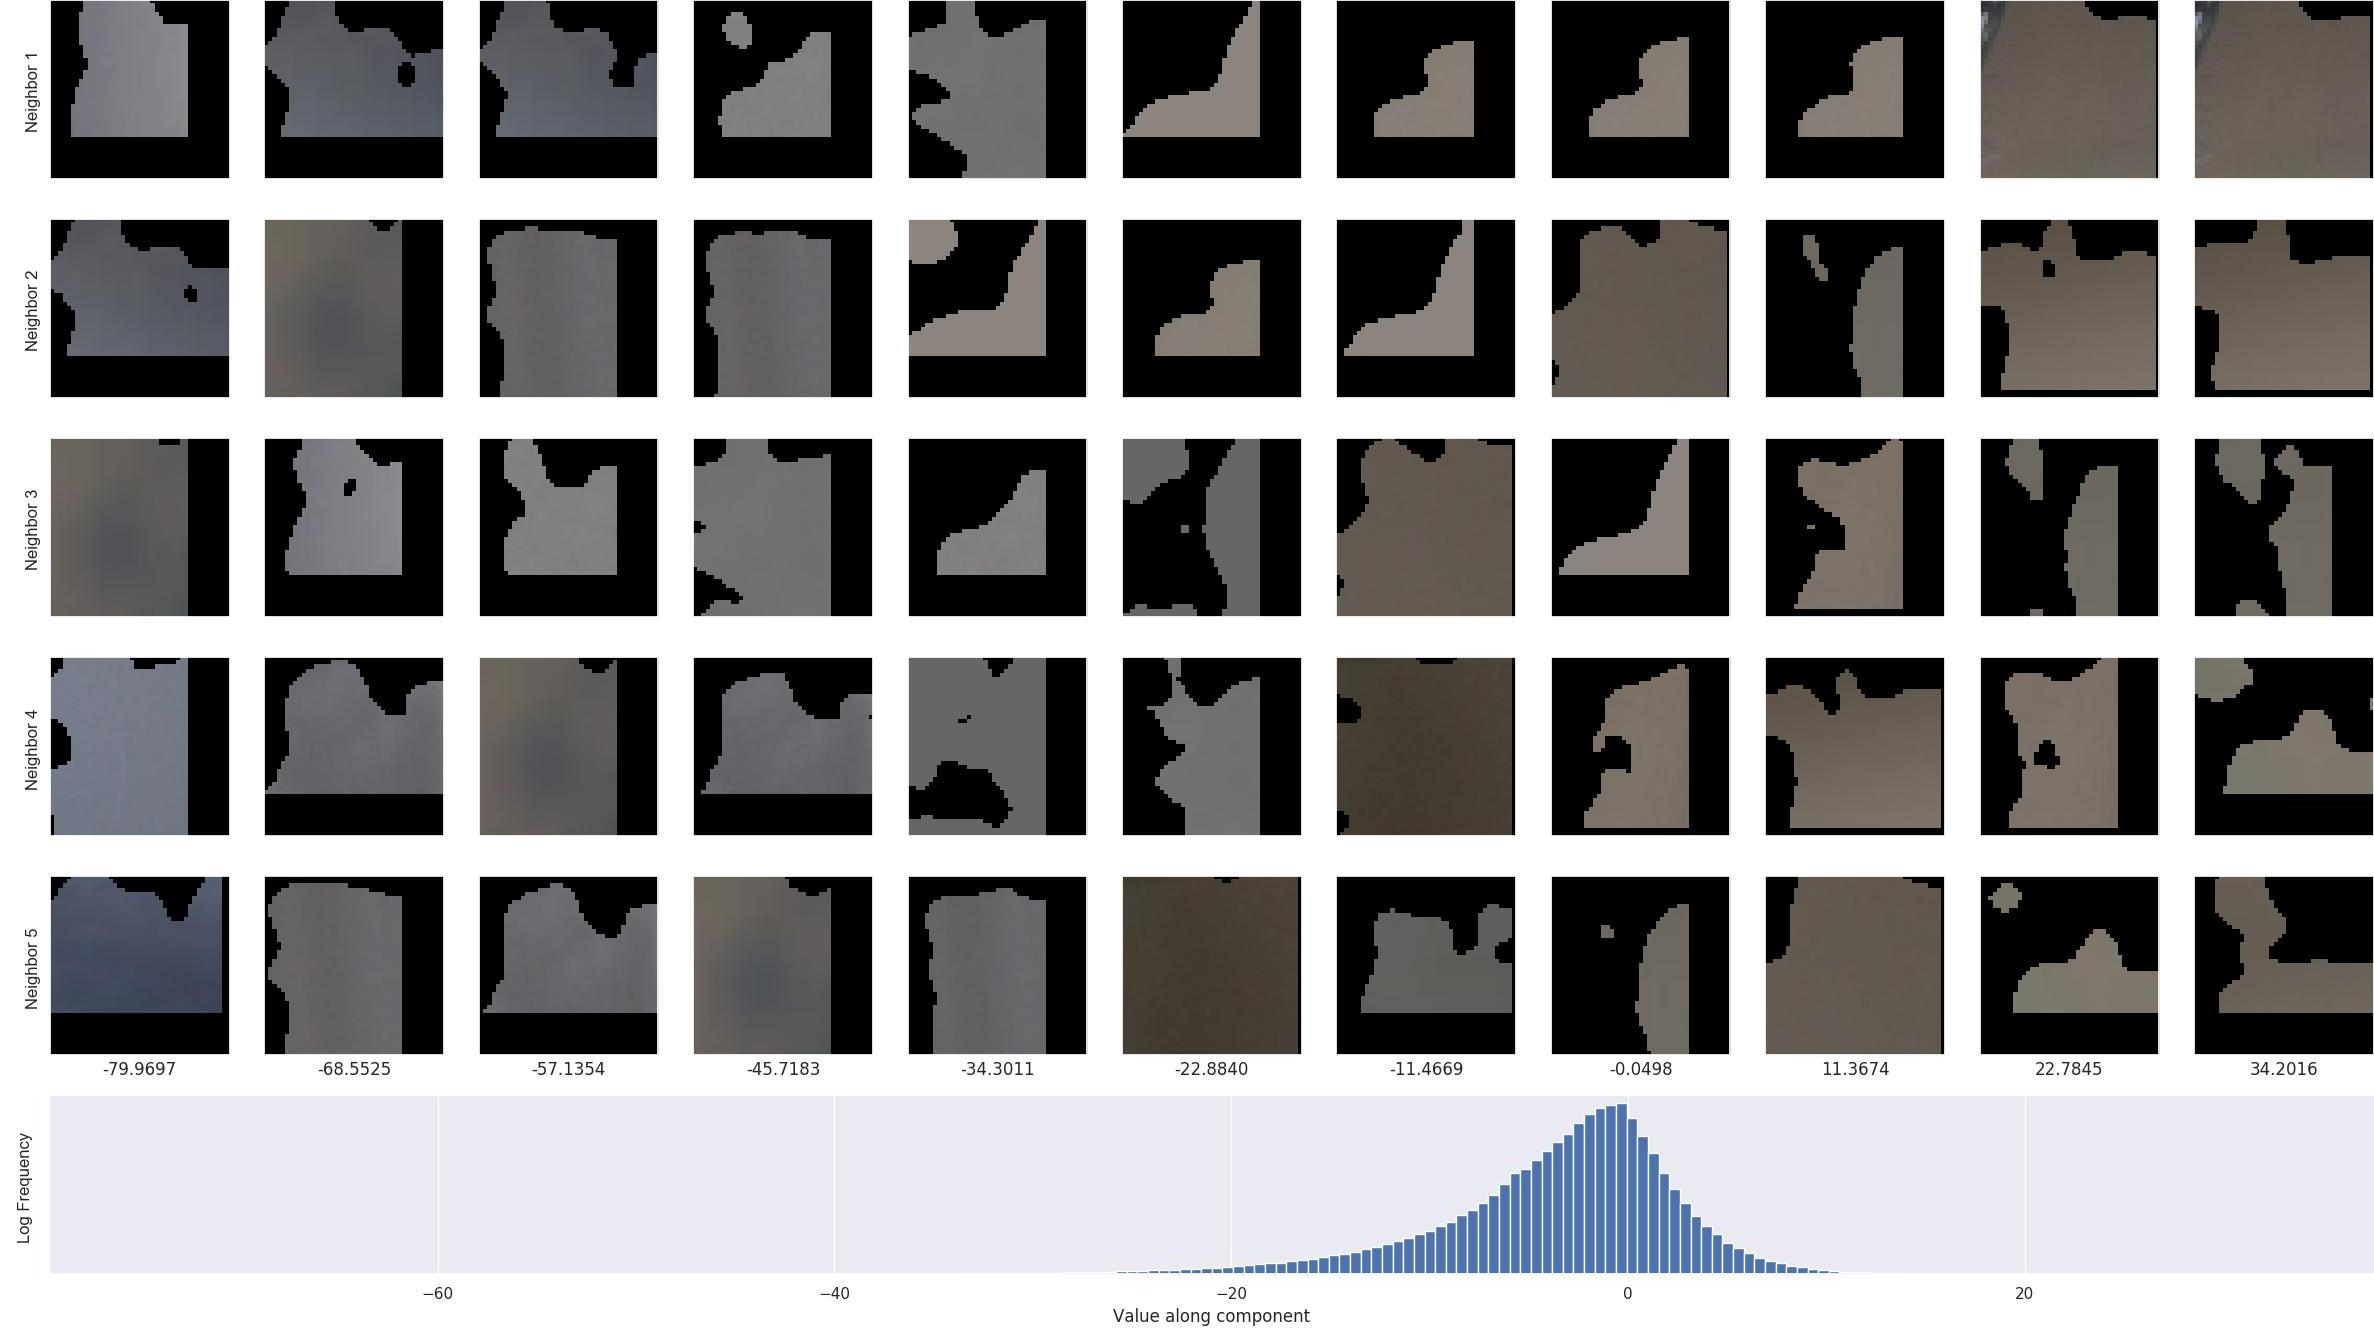 Neighbor 1
Neighbor 2
Neighbor 3
Neighbor 4
Neighbor 5
-79.9697 -68.5525 -57.1354 -45.7183 -34.3011 -22.8840 -11.4669 -0.0498 11.3674 22.7845 34.2016
Log Frequency
−60 −40 −20 0 20
Value along component